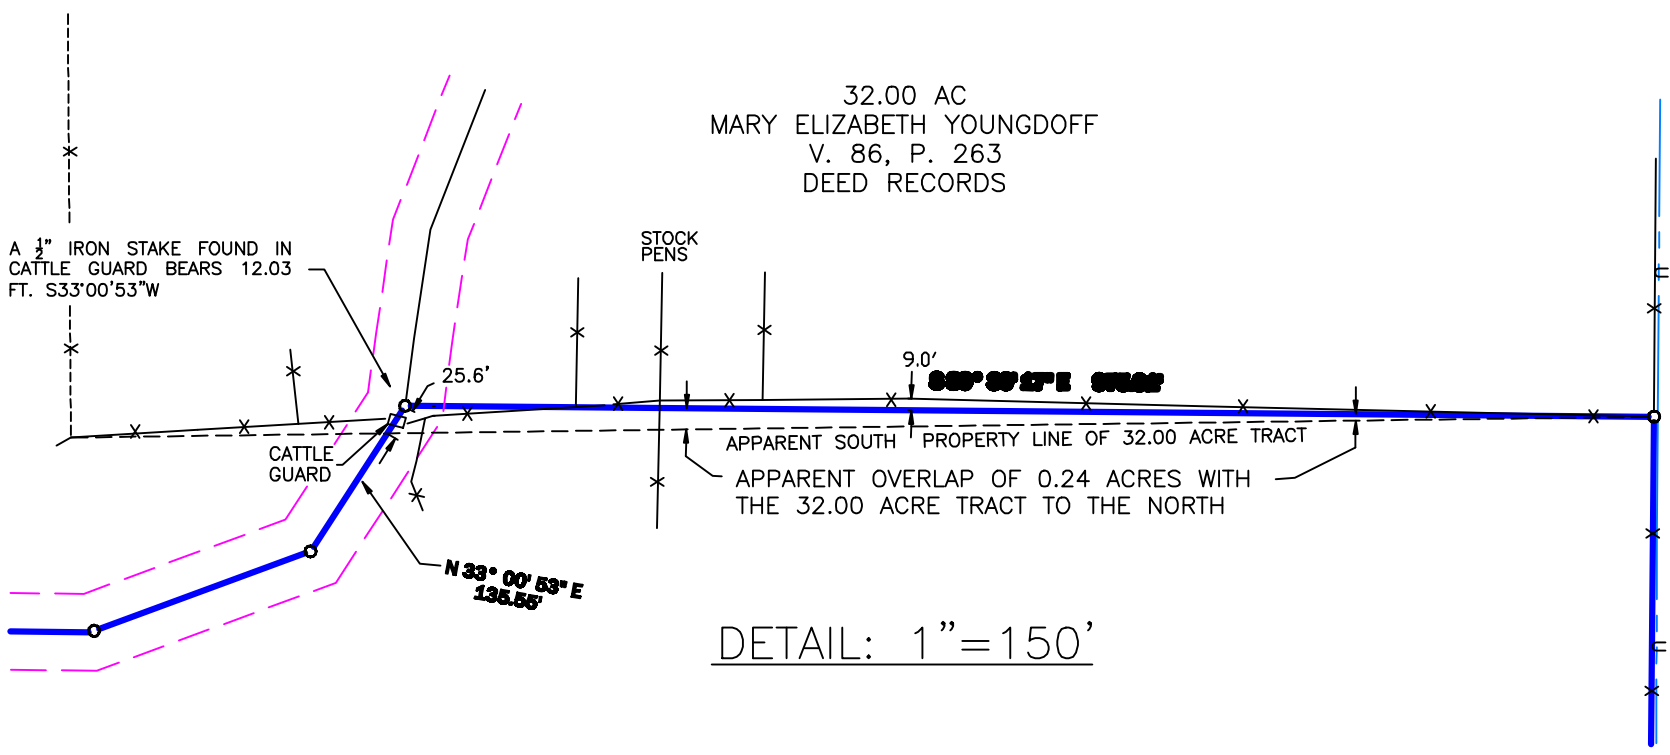 32.00 AC
MARY ELIZABETH YOUNGDOFF
V. 86, P. 263
DEED RECORDS
A ½" IRON STAKE FOUND IN
CATTLE GUARD BEARS 12.03
FT. S33°00'53"W
STOCK
PENS
25.6'
9.0'
CATTLE
GUARD
APPARENT SOUTH PROPERTY LINE OF 32.00 ACRE TRACT
APPARENT OVERLAP OF 0.24 ACRES WITH
THE 32.00 ACRE TRACT TO THE NORTH
N 33° 00' 53" E
135.55'
DETAIL: 1"=150'